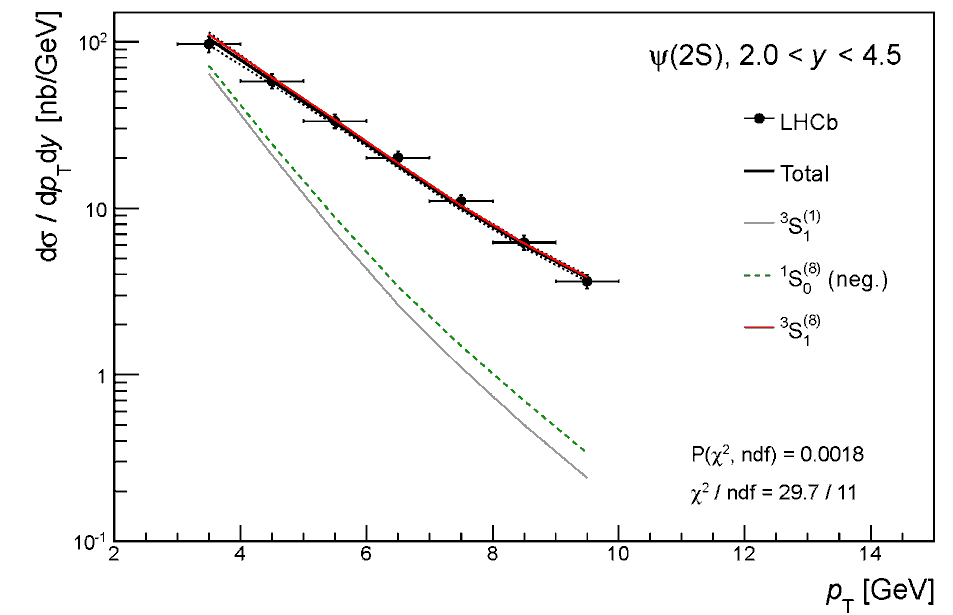 dσ / dp_T dy [nb/GeV]
10²
10
1
10⁻¹
ψ(2S), 2.0 < y < 4.5
LHCb
Total
³S₁⁽¹⁾
¹S₀⁽⁸⁾ (neg.)
³S₁⁽⁸⁾
P(χ², ndf) = 0.0018
χ² / ndf = 29.7 / 11
2 4 6 8 10 12 14
p_T [GeV]